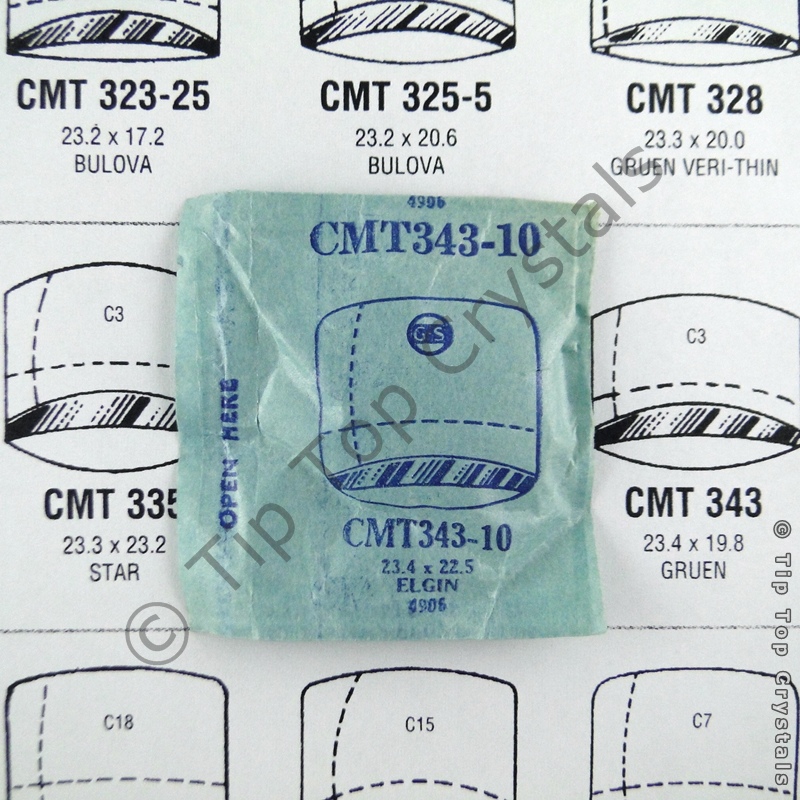 CMT 323-25
23.2 x 17.2
BULOVA
CMT 325-5
23.2 x 20.6
BULOVA
CMT 328
23.3 x 20.0
GRUEN VERI-THIN
4906
CMT343-10
G-S
OPEN HERE
CMT343-10
23.4 x 22.5
ELGIN
4906
C3
CMT 335
23.3 x 23.2
STAR
C3
CMT 343
23.4 x 19.8
GRUEN
C18
C15
C7
© Tip Top Crystals
© Tip Top Crystals